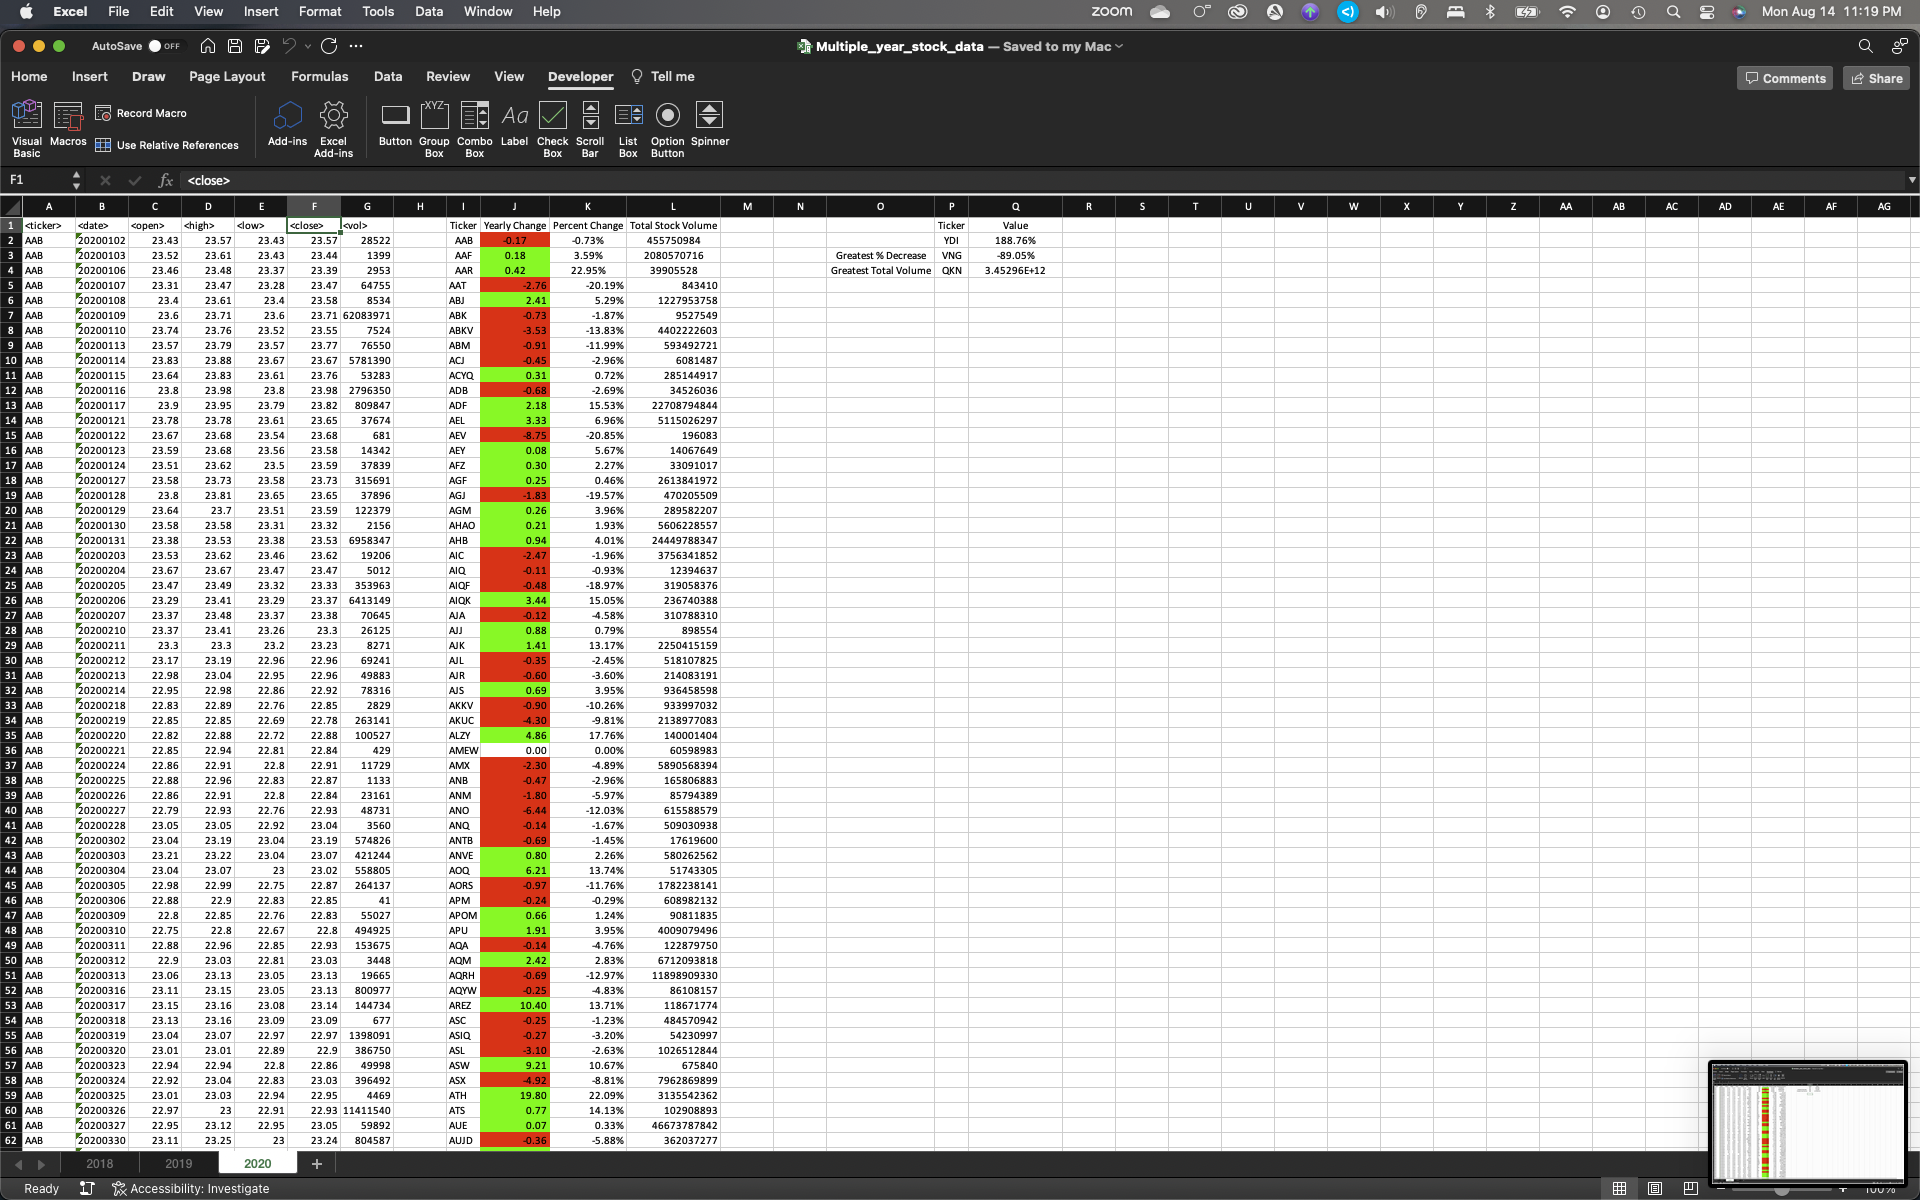 Excel File Edit View Insert Format Tools Data Window Help zoom Mon Aug 14 11:19 PM
AutoSave OFF Multiple_year_stock_data — Saved to my Mac
Home Insert Draw Page Layout Formulas Data Review View Developer Tell me Comments Share
Visual Basic Macros Record Macro Use Relative References Add-ins Excel Add-ins Button Group Box Combo Box Label Check Box Scroll Bar List Box Option Button Spinner
F1 fx <close>
A B C D E F G H I J K L M N O P Q R S T U V W X Y Z AA AB AC AD AE AF AG
1 <ticker> <date> <open> <high> <low> <close> <vol> Ticker Yearly Change Percent Change Total Stock Volume Ticker Value
2 AAB 20200102 23.43 23.57 23.43 23.57 28522 AAB -0.17 -0.73% 455750984 YDI 188.76%
3 AAB 20200103 23.52 23.61 23.43 23.44 1399 AAF 0.18 3.59% 2080570716 Greatest % Decrease VNG -89.05%
4 AAB 20200106 23.46 23.48 23.37 23.39 2953 AAR 0.42 22.95% 39905528 Greatest Total Volume QKN 3.45296E+12
5 AAB 20200107 23.31 23.47 23.28 23.47 64755 AAT -2.76 -20.19% 843410
6 AAB 20200108 23.4 23.61 23.4 23.58 8534 ABJ 2.41 5.29% 1227953758
7 AAB 20200109 23.6 23.71 23.6 23.71 62083971 ABK -0.73 -1.87% 9527549
8 AAB 20200110 23.74 23.76 23.52 23.55 7524 ABKV -3.53 -13.83% 4402222603
9 AAB 20200113 23.57 23.79 23.57 23.77 76550 ABM -0.91 -11.99% 593492721
10 AAB 20200114 23.83 23.88 23.67 23.67 5781390 ACJ -0.45 -2.96% 6081487
11 AAB 20200115 23.64 23.83 23.61 23.76 53283 ACYQ 0.31 0.72% 285144917
12 AAB 20200116 23.8 23.98 23.8 23.98 2796350 ADB -0.68 -2.69% 34526036
13 AAB 20200117 23.9 23.95 23.79 23.82 809847 ADF 2.18 15.53% 22708794844
14 AAB 20200121 23.78 23.78 23.61 23.65 37674 AEL 3.33 6.96% 5115026297
15 AAB 20200122 23.67 23.68 23.54 23.68 681 AEV -8.75 -20.85% 196083
16 AAB 20200123 23.59 23.68 23.56 23.58 14342 AEY 0.08 5.67% 14067649
17 AAB 20200124 23.51 23.62 23.5 23.59 37839 AFZ 0.30 2.27% 33091017
18 AAB 20200127 23.58 23.73 23.58 23.73 315691 AGF 0.25 0.46% 2613841972
19 AAB 20200128 23.8 23.81 23.65 23.65 37896 AGJ -1.83 -19.57% 470205509
20 AAB 20200129 23.64 23.7 23.51 23.59 122379 AGM 0.26 3.96% 289582207
21 AAB 20200130 23.58 23.58 23.31 23.32 2156 AHAO 0.21 1.93% 5606228557
22 AAB 20200131 23.38 23.53 23.38 23.53 6958347 AHB 0.94 4.01% 24449788347
23 AAB 20200203 23.53 23.62 23.46 23.62 19206 AIC -2.47 -1.96% 3756341852
24 AAB 20200204 23.67 23.67 23.47 23.47 5012 AIQ -0.11 -0.93% 12394637
25 AAB 20200205 23.47 23.49 23.32 23.33 353963 AIQF -0.48 -18.97% 319058376
26 AAB 20200206 23.29 23.41 23.29 23.37 6413149 AIQK 3.44 15.05% 236740388
27 AAB 20200207 23.37 23.48 23.37 23.38 70645 AJA -0.12 -4.58% 310788310
28 AAB 20200210 23.37 23.41 23.26 23.3 26125 AJJ 0.88 0.79% 898554
29 AAB 20200211 23.3 23.3 23.2 23.23 8271 AJK 1.41 13.17% 2250415159
30 AAB 20200212 23.17 23.19 22.96 22.96 69241 AJL -0.35 -2.45% 518107825
31 AAB 20200213 22.98 23.04 22.95 22.96 49883 AJR -0.60 -3.60% 214083191
32 AAB 20200214 22.95 22.98 22.86 22.92 78316 AJS 0.69 3.95% 936458598
33 AAB 20200218 22.83 22.89 22.76 22.85 2829 AKKV -0.90 -10.26% 933997032
34 AAB 20200219 22.85 22.85 22.69 22.78 263141 AKUC -4.30 -9.81% 2138977083
35 AAB 20200220 22.82 22.88 22.72 22.88 100527 ALZY 4.86 17.76% 140001404
36 AAB 20200221 22.85 22.94 22.81 22.84 429 AMEW 0.00 0.00% 60598983
37 AAB 20200224 22.86 22.91 22.8 22.91 11729 AMX -2.30 -4.89% 5890568394
38 AAB 20200225 22.88 22.96 22.83 22.87 1133 ANB -0.47 -2.96% 165806883
39 AAB 20200226 22.86 22.91 22.8 22.84 23161 ANM -1.80 -5.97% 85794389
40 AAB 20200227 22.79 22.93 22.76 22.93 48731 ANO -6.44 -12.03% 615588579
41 AAB 20200228 23.05 23.05 22.92 23.04 3560 ANQ -0.14 -1.67% 509030938
42 AAB 20200302 23.04 23.19 23.04 23.19 574826 ANTB -0.69 -1.45% 17619600
43 AAB 20200303 23.21 23.22 23.04 23.07 421244 ANVE 0.80 2.26% 580262562
44 AAB 20200304 23.04 23.07 23 23.02 558805 AOQ 6.21 13.74% 51743305
45 AAB 20200305 22.98 22.99 22.75 22.87 264137 AORS -0.97 -11.76% 1782238141
46 AAB 20200306 22.88 22.9 22.83 22.85 41 APM -0.24 -0.29% 608982132
47 AAB 20200309 22.8 22.85 22.76 22.83 55027 APOM 0.66 1.24% 90811835
48 AAB 20200310 22.75 22.8 22.67 22.8 494925 APU 1.91 3.95% 4009079496
49 AAB 20200311 22.88 22.96 22.85 22.93 153675 AQA -0.14 -4.76% 122879750
50 AAB 20200312 22.9 23.03 22.81 23.03 3448 AQM 2.42 2.83% 6712093818
51 AAB 20200313 23.06 23.13 23.05 23.13 19665 AQRH -0.69 -12.97% 11898909330
52 AAB 20200316 23.11 23.15 23.05 23.13 800977 AQYW -0.25 -4.83% 86108157
53 AAB 20200317 23.15 23.16 23.08 23.14 144734 AREZ 10.40 13.71% 118671774
54 AAB 20200318 23.13 23.16 23.09 23.09 677 ASC -0.25 -1.23% 484570942
55 AAB 20200319 23.04 23.07 22.97 22.97 1398091 ASIQ -0.27 -3.20% 54230997
56 AAB 20200320 23.01 23.01 22.89 22.9 386750 ASL -3.10 -2.63% 1026512844
57 AAB 20200323 22.94 22.94 22.8 22.86 49998 ASW 9.21 10.67% 675840
58 AAB 20200324 22.92 23.04 22.83 23.03 396492 ASX -4.92 -8.81% 7962869899
59 AAB 20200325 23.01 23.03 22.94 22.95 4469 ATH 19.80 22.09% 3135542362
60 AAB 20200326 22.97 23 22.91 22.93 11411540 ATS 0.77 14.13% 102908893
61 AAB 20200327 22.95 23.12 22.95 23.05 59892 AUE 0.07 0.33% 46673787842
62 AAB 20200330 23.11 23.25 23 23.24 804587 AUJD -0.36 -5.88% 362037277
2018 2019 2020 +
Ready Accessibility: Investigate 100%